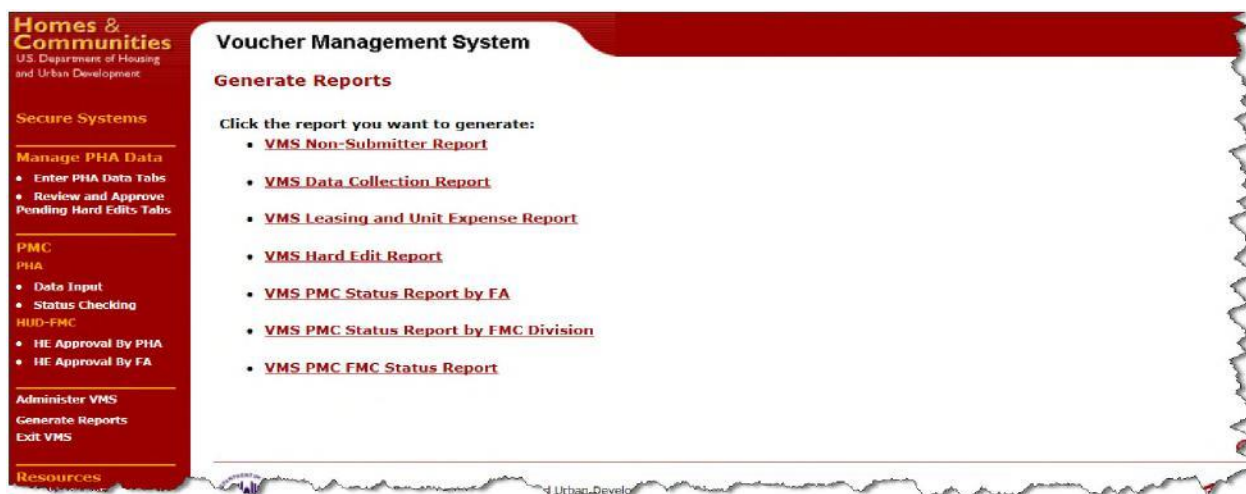 Homes &
Communities
U.S. Department of Housing
and Urban Development
Secure Systems
Manage PHA Data
• Enter PHA Data Tabs
• Review and Approve
Pending Hard Edits Tabs
PMC
PHA
• Data Input
• Status Checking
HUD-FMC
• HE Approval By PHA
• HE Approval By FA
Administer VMS
Generate Reports
Exit VMS
Resources
Voucher Management System
Generate Reports
Click the report you want to generate:
• VMS Non-Submitter Report
• VMS Data Collection Report
• VMS Leasing and Unit Expense Report
• VMS Hard Edit Report
• VMS PMC Status Report by FA
• VMS PMC Status Report by FMC Division
• VMS PMC FMC Status Report
Urban